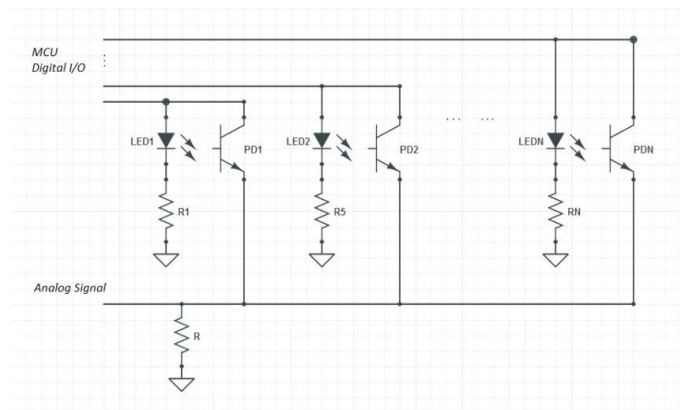 MCU
Digital I/O
LED1
PD1
LED2
PD2
LEDN
PDN
R1
R5
RN
Analog Signal
R